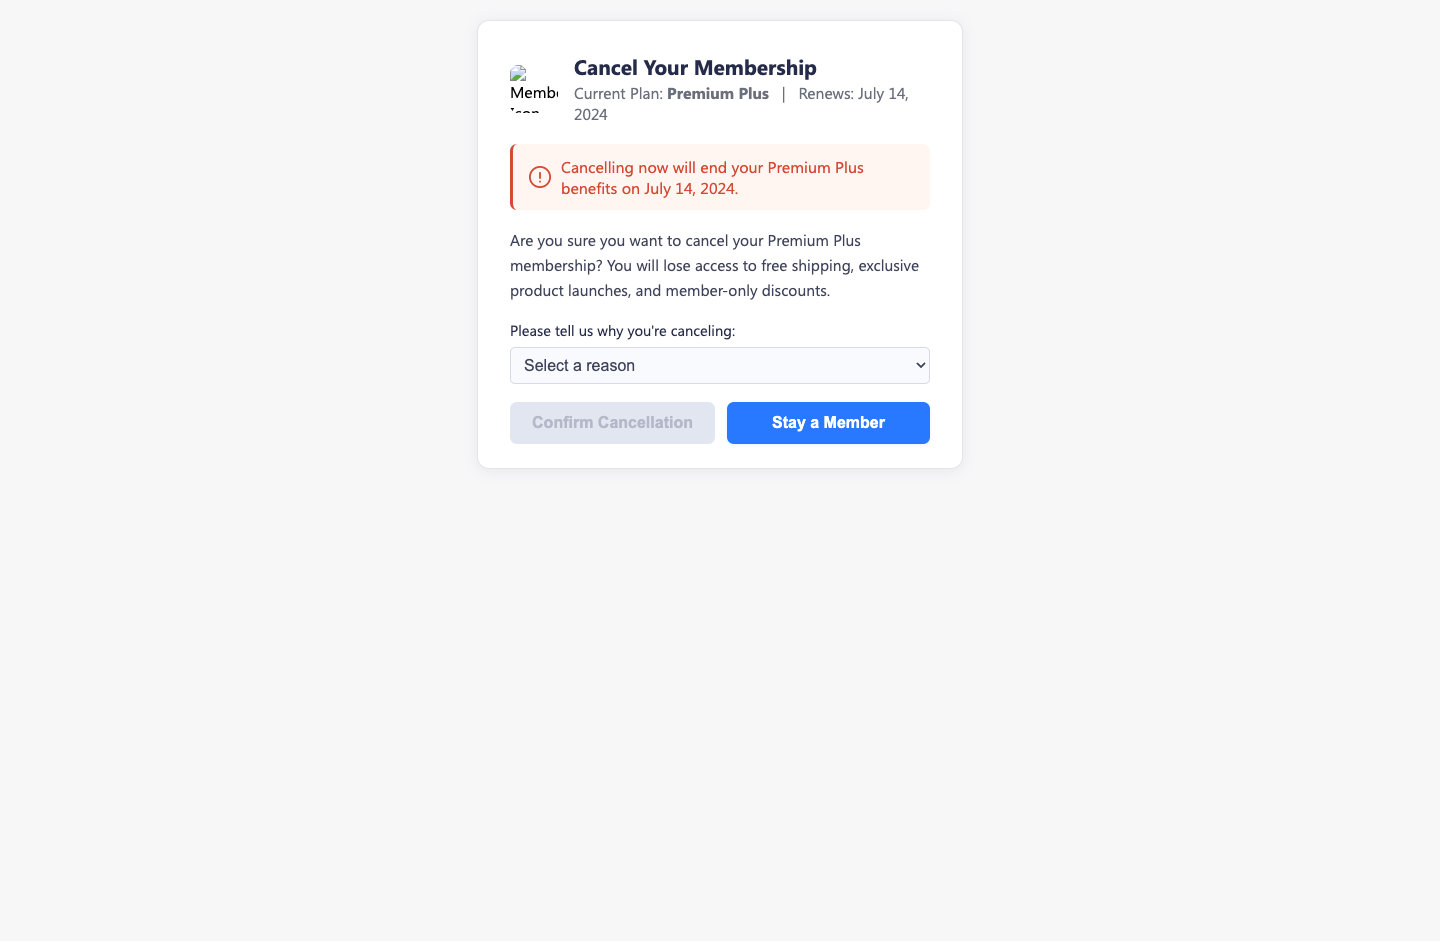 Cancel Your Membership
Current Plan: Premium Plus | Renews: July 14,
2024
Cancelling now will end your Premium Plus
benefits on July 14, 2024.
Are you sure you want to cancel your Premium Plus
membership? You will lose access to free shipping, exclusive
product launches, and member-only discounts.
Please tell us why you're canceling:
Select a reason
Confirm Cancellation
Stay a Member